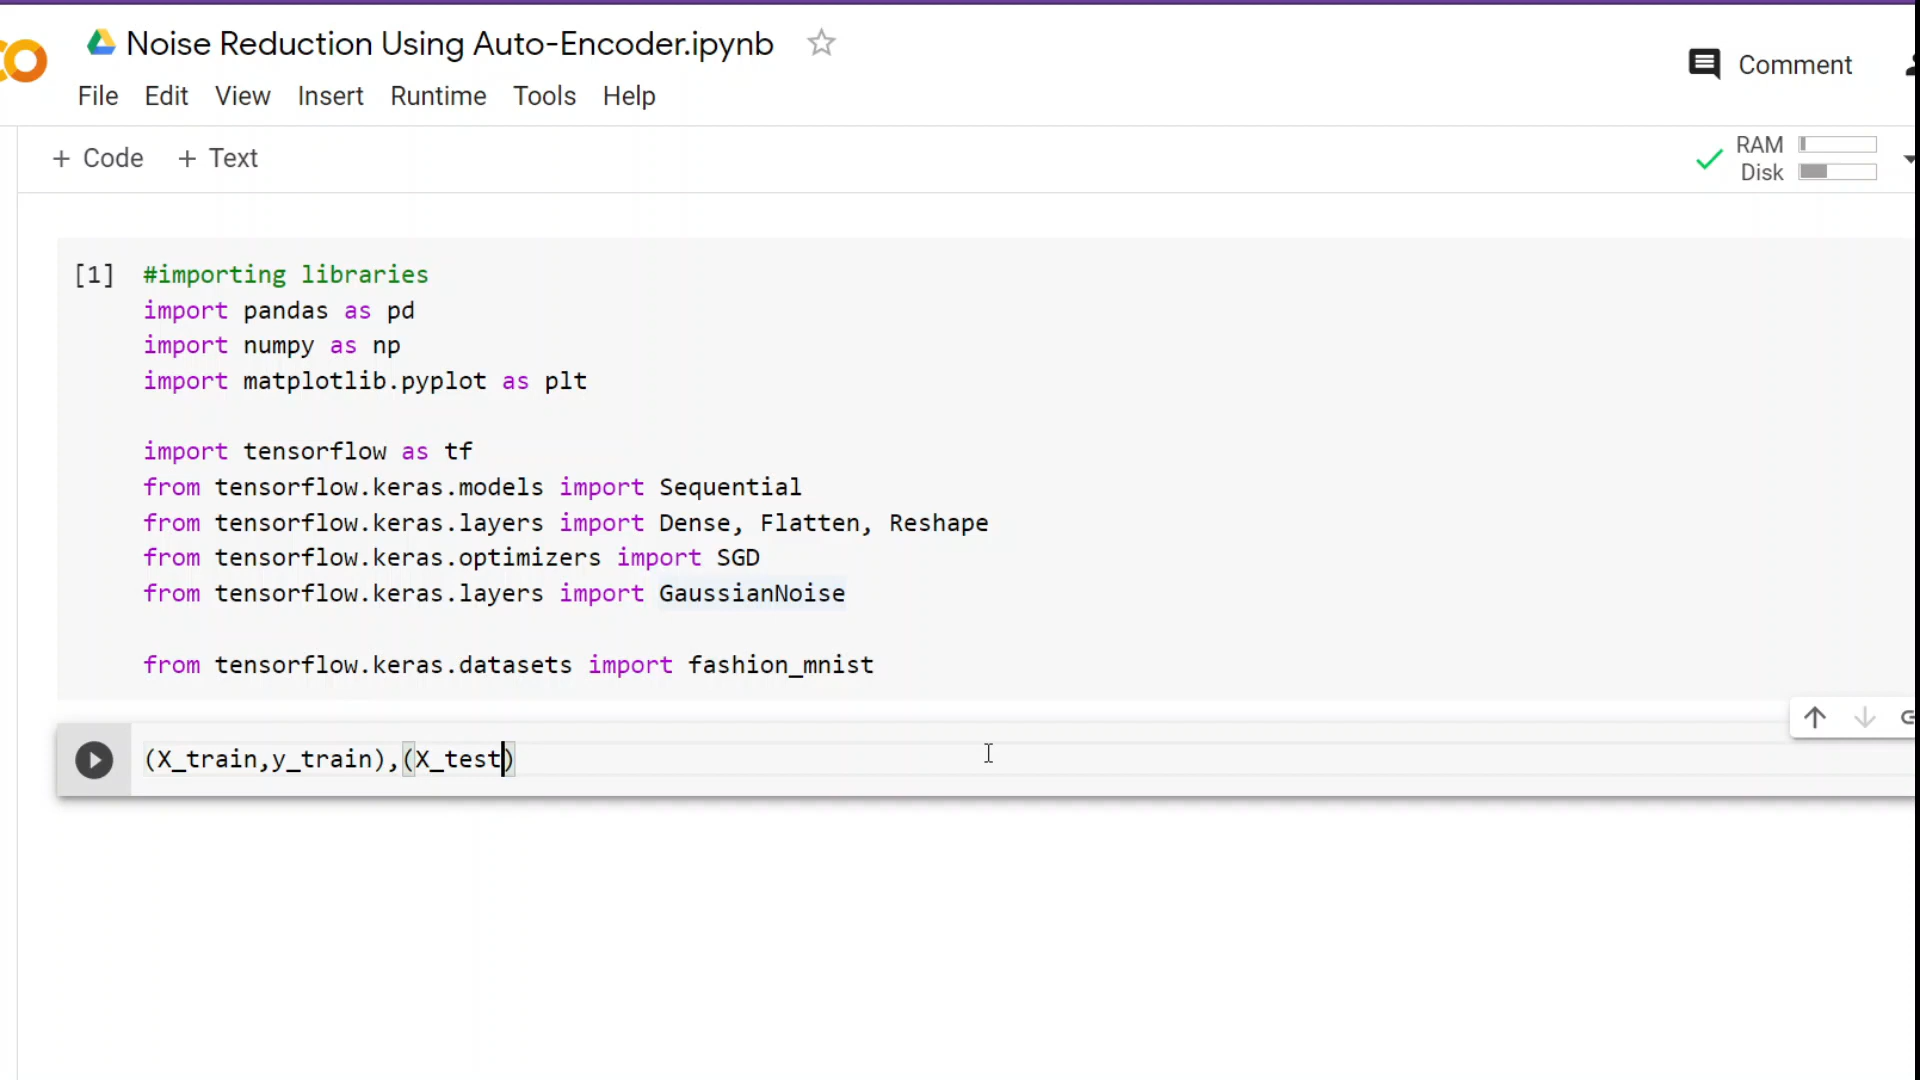 Noise Reduction Using Auto-Encoder.ipynb
Comment
File Edit View Insert Runtime Tools Help
+ Code + Text
RAM
Disk
[1] #importing libraries
import pandas as pd
import numpy as np
import matplotlib.pyplot as plt
import tensorflow as tf
from tensorflow.keras.models import Sequential
from tensorflow.keras.layers import Dense, Flatten, Reshape
from tensorflow.keras.optimizers import SGD
from tensorflow.keras.layers import GaussianNoise
from tensorflow.keras.datasets import fashion_mnist
(X_train,y_train),(X_test)